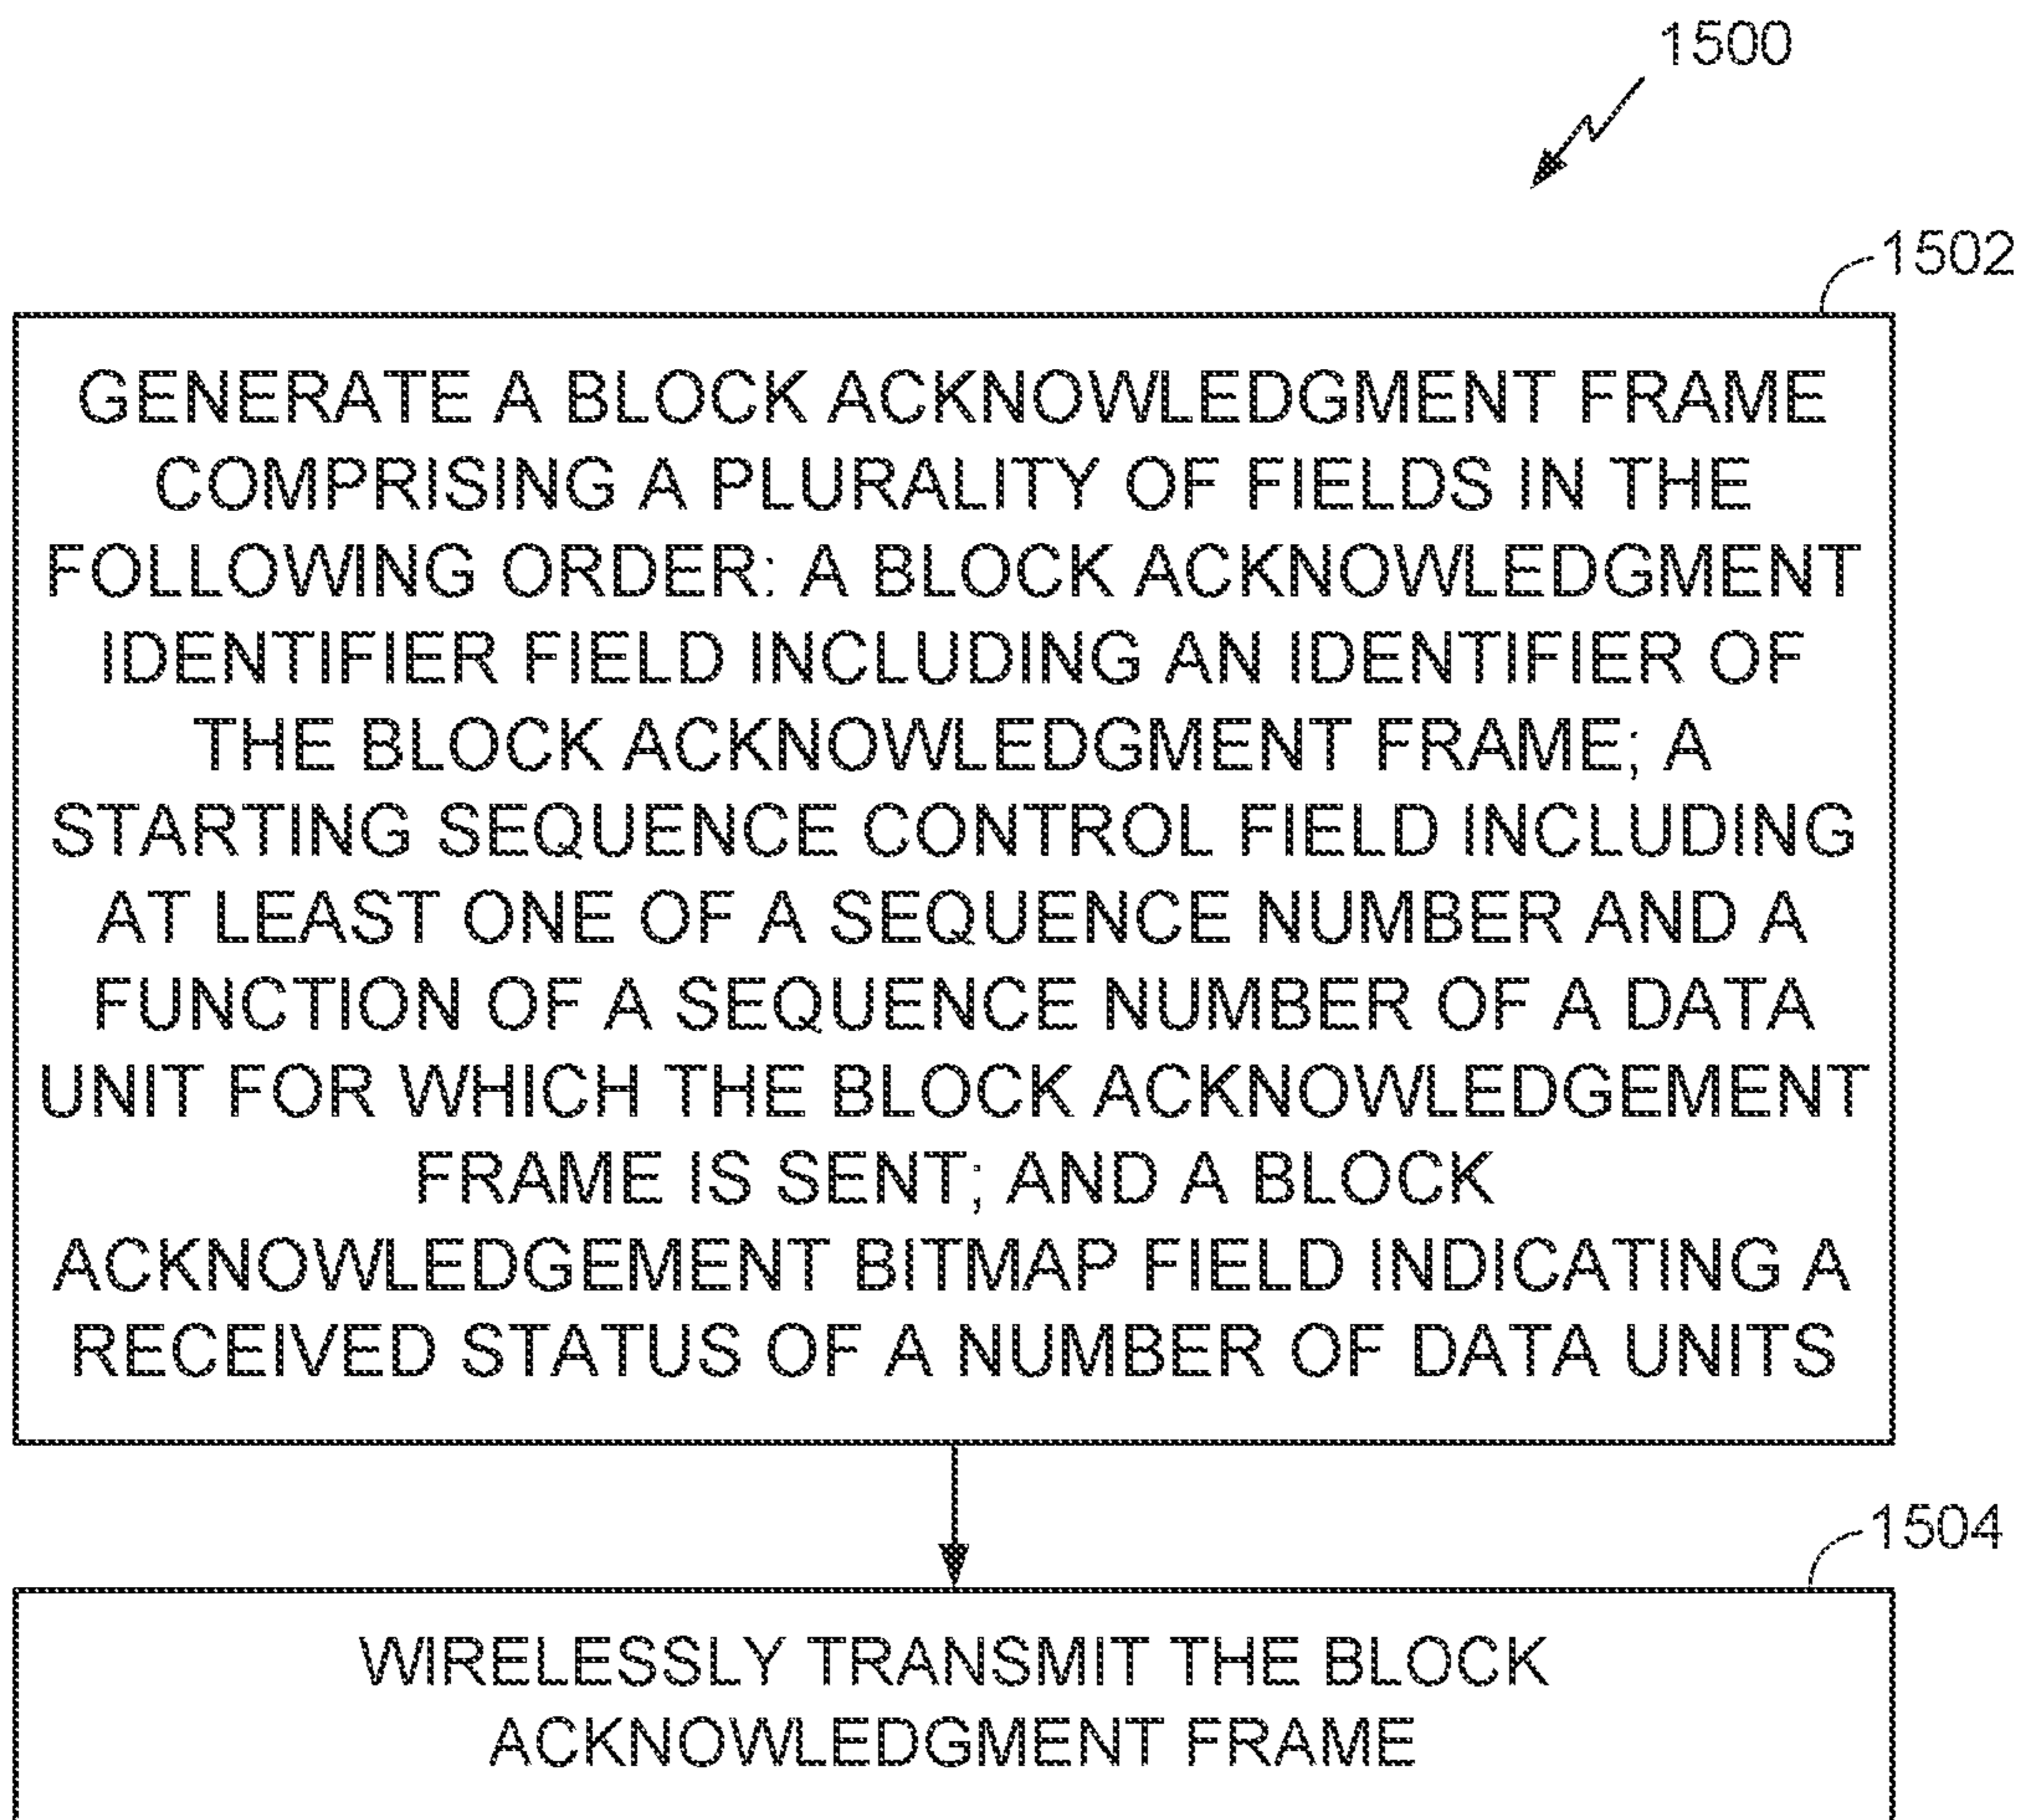 1500
1502
GENERATE A BLOCK ACKNOWLEDGMENT FRAME
COMPRISING A PLURALITY OF FIELDS IN THE
FOLLOWING ORDER: A BLOCK ACKNOWLEDGMENT
IDENTIFIER FIELD INCLUDING AN IDENTIFIER OF
THE BLOCK ACKNOWLEDGMENT FRAME; A
STARTING SEQUENCE CONTROL FIELD INCLUDING
AT LEAST ONE OF A SEQUENCE NUMBER AND A
FUNCTION OF A SEQUENCE NUMBER OF A DATA
UNIT FOR WHICH THE BLOCK ACKNOWLEDGEMENT
FRAME IS SENT; AND A BLOCK
ACKNOWLEDGEMENT BITMAP FIELD INDICATING A
RECEIVED STATUS OF A NUMBER OF DATA UNITS
1504
WIRELESSLY TRANSMIT THE BLOCK
ACKNOWLEDGMENT FRAME